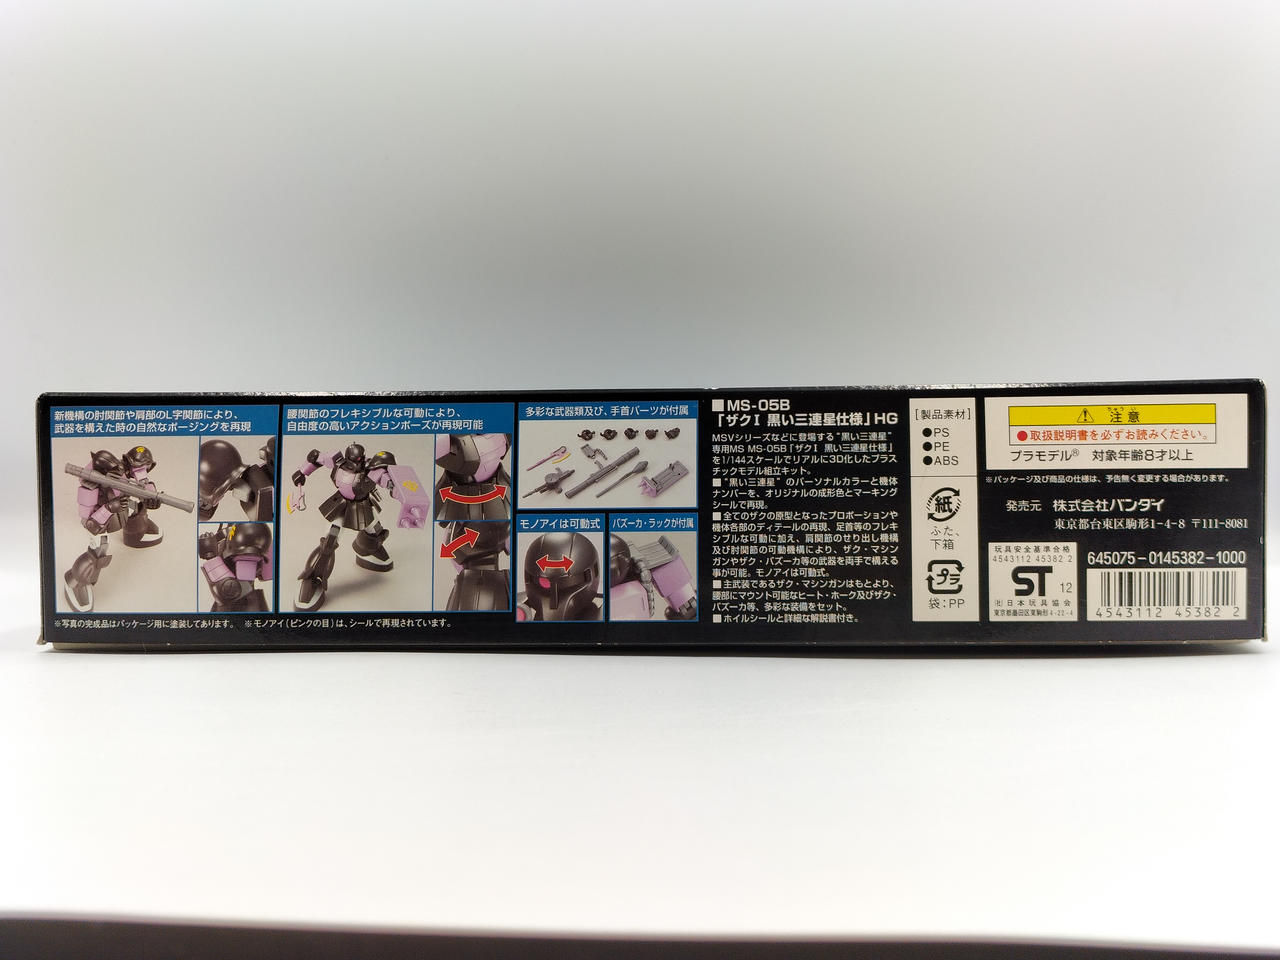 新機構の肘関節や肩部のL字関節により、
武器を構えた時の自然なポージングを再現
腰関節のフレキシブルな可動により、
自由度の高いアクションポーズが再現可能
多彩な武器類及び、手首パーツが付属
モノアイは可動式
バズーカ・ラックが付属
※写真の完成品はパッケージ用に塗装してあります。 ※モノアイ(ピンクの目)は、シールで再現されています。
■MS-05B
「ザクⅠ 黒い三連星仕様」HG
MSVシリーズなどに登場する“黒い三連星”
専用MS MS-05B「ザクⅠ 黒い三連星仕様」
を1/144スケールでリアルに3D化したプラス
チックモデル組立キット。
■“黒い三連星”のパーソナルカラーと機体
ナンバーを、オリジナルの成形色とマーキング
シールで再現。
■全てのザクの原型となったプロポーションや
機体各部のディテールの再現、足首等のフレキ
シブルな可動に加え、肩関節のせり出し機構
及び肘関節の可動機構により、ザク・マシン
ガンやザク・バズーカ等の武器を両手で構える
事が可能。モノアイは可動式。
■主武装であるザク・マシンガンはもとより、
腰部にマウント可能なヒート・ホーク及びザク・
バズーカ等、多彩な装備をセット。
■ホイルシールと詳細な解説書付き。
[製品素材]
●PS
●PE
●ABS
紙
ふた、
下箱
プラ
袋:PP
ちゅうい
注意
●取扱説明書を必ずお読みください。
プラモデル® 対象年齢8才以上
※パッケージ及び商品の仕様は、予告無く変更する場合があります。
発売元 株式会社バンダイ
東京都台東区駒形1-4-8 〒111-8081
玩具安全基準合格
4543112 45382 2
ST 12
(社)日本玩具協会
東京都墨田区東駒形4-22-4
645075-0145382-1000
4543112 45382 2